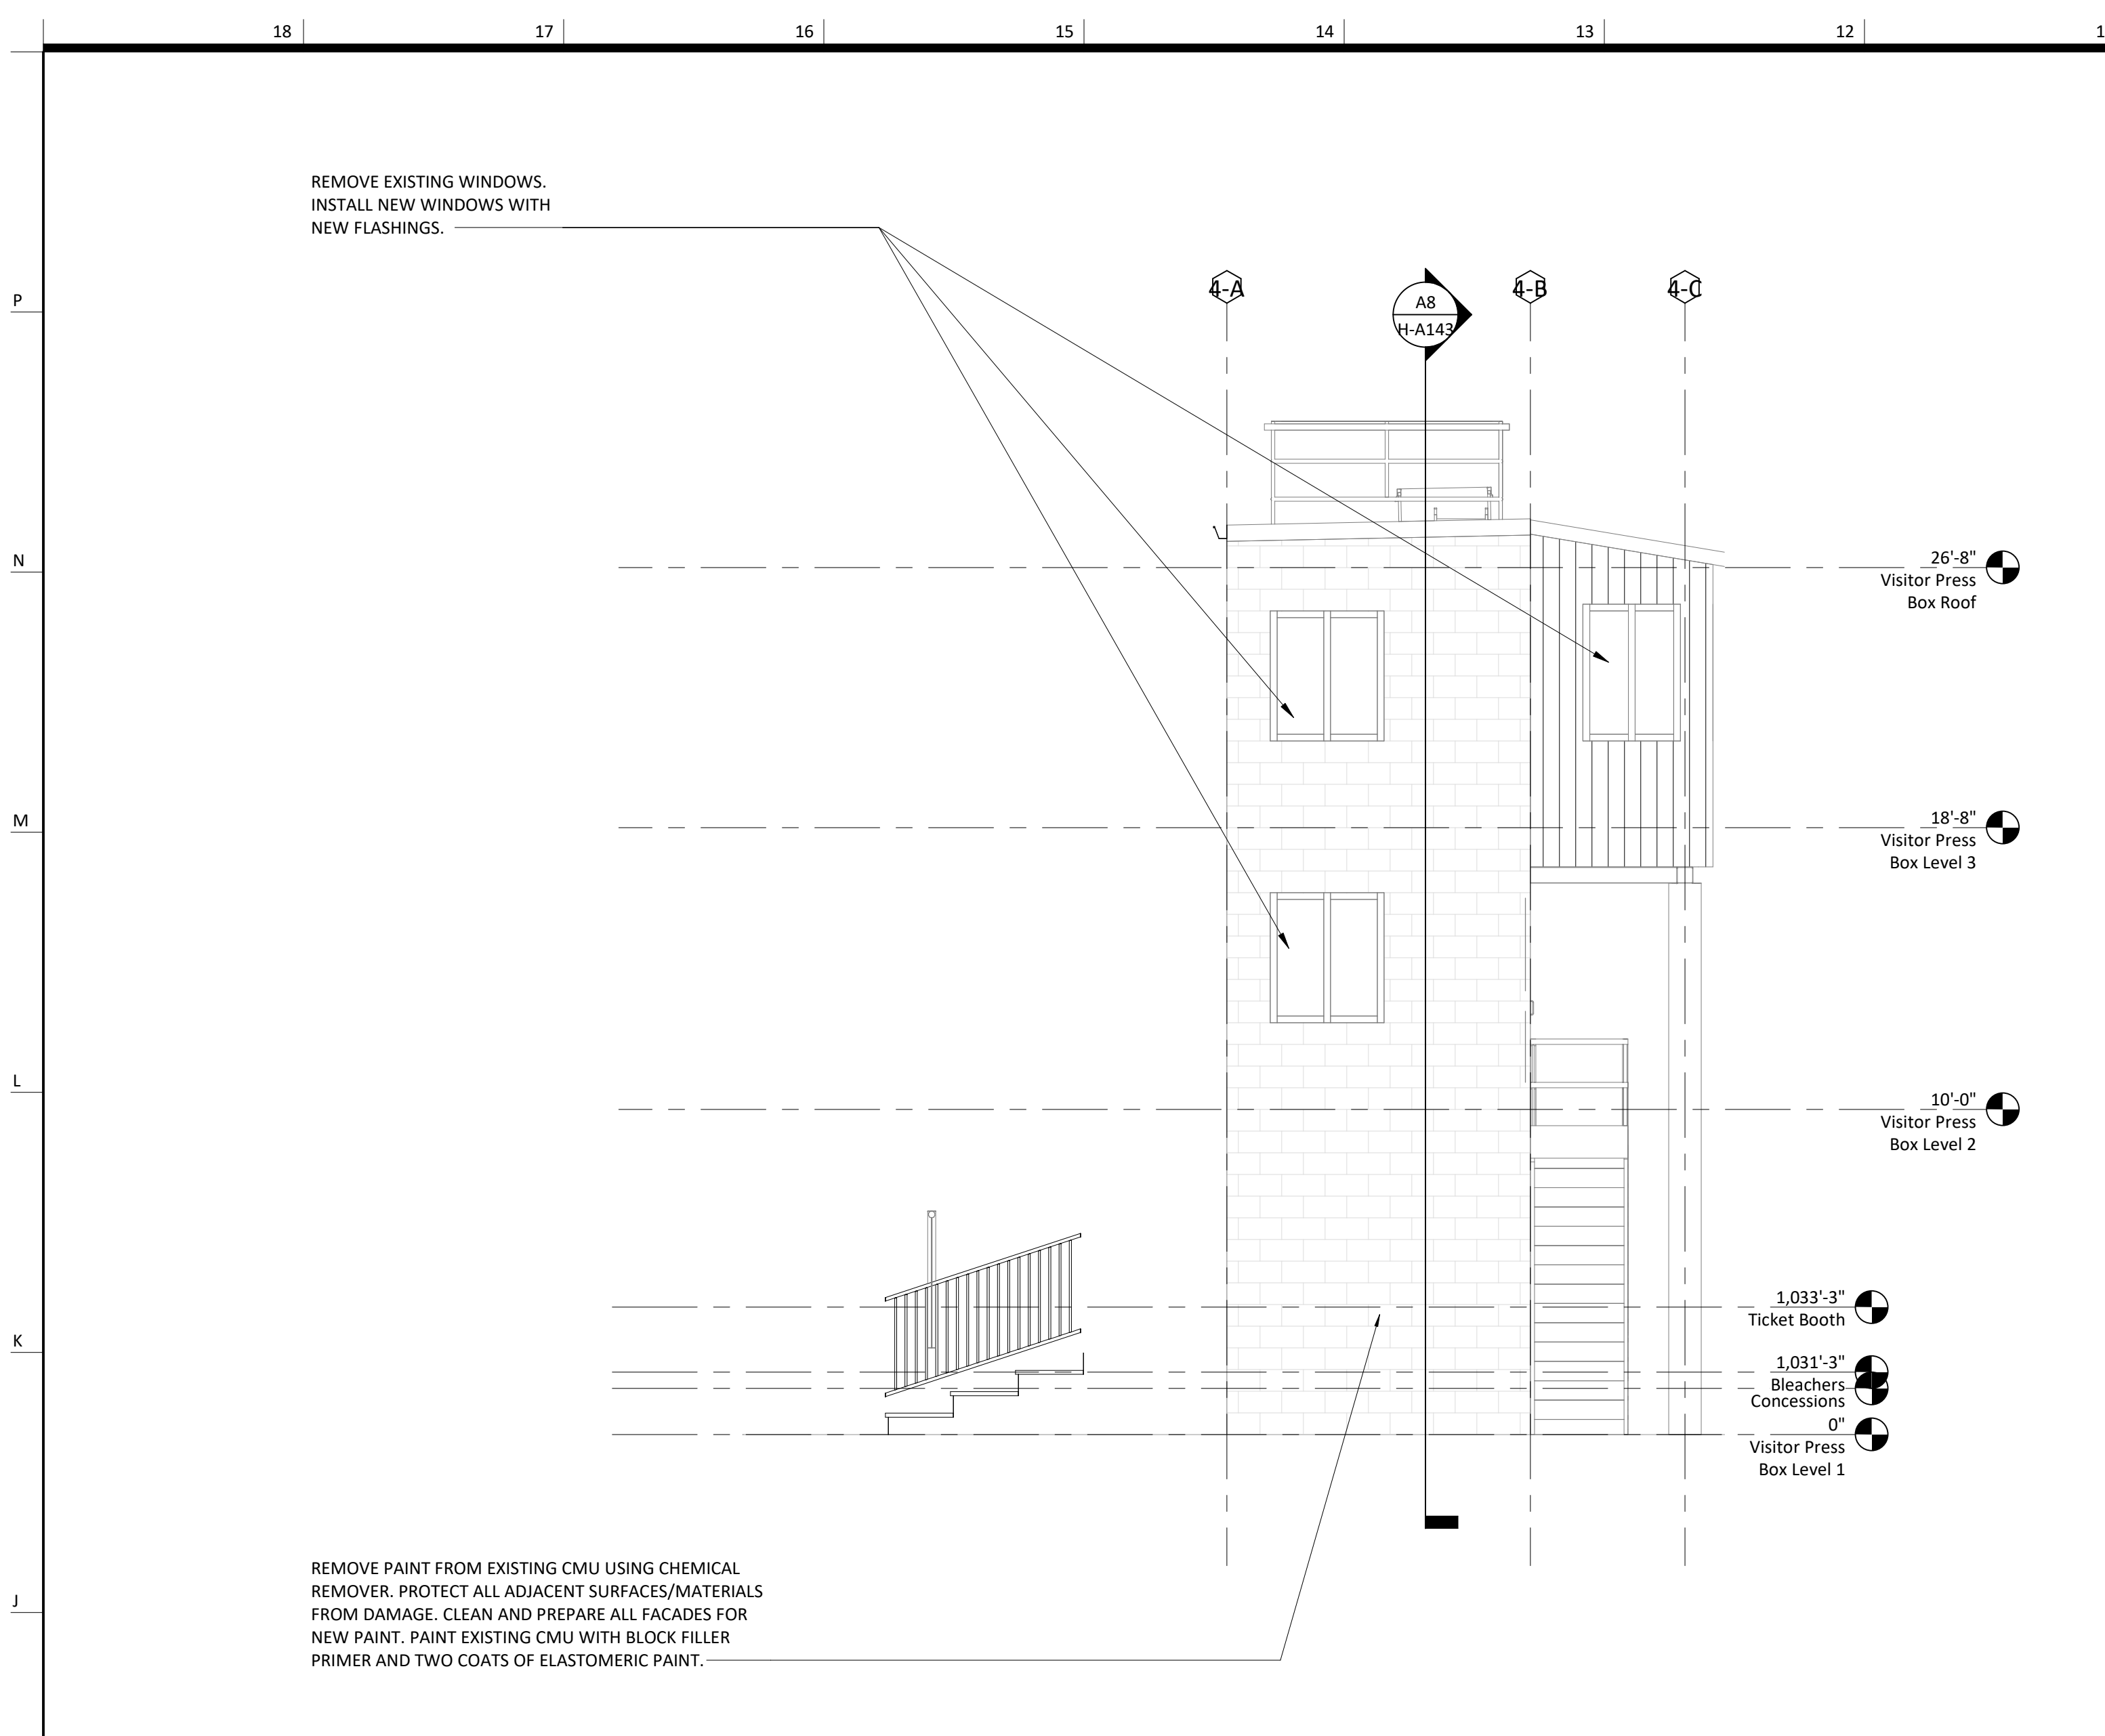 18 17 16 15 14 13 12 1
REMOVE EXISTING WINDOWS.
INSTALL NEW WINDOWS WITH
NEW FLASHINGS.
4-A
A8
H-A143
4-B
4-C
P
N
26'-8"
Visitor Press
Box Roof
M
18'-8"
Visitor Press
Box Level 3
L
10'-0"
Visitor Press
Box Level 2
1,033'-3"
Ticket Booth
K
1,031'-3"
Bleachers
Concessions
0"
Visitor Press
Box Level 1
REMOVE PAINT FROM EXISTING CMU USING CHEMICAL
REMOVER. PROTECT ALL ADJACENT SURFACES/MATERIALS
FROM DAMAGE. CLEAN AND PREPARE ALL FACADES FOR
NEW PAINT. PAINT EXISTING CMU WITH BLOCK FILLER
PRIMER AND TWO COATS OF ELASTOMERIC PAINT.
J